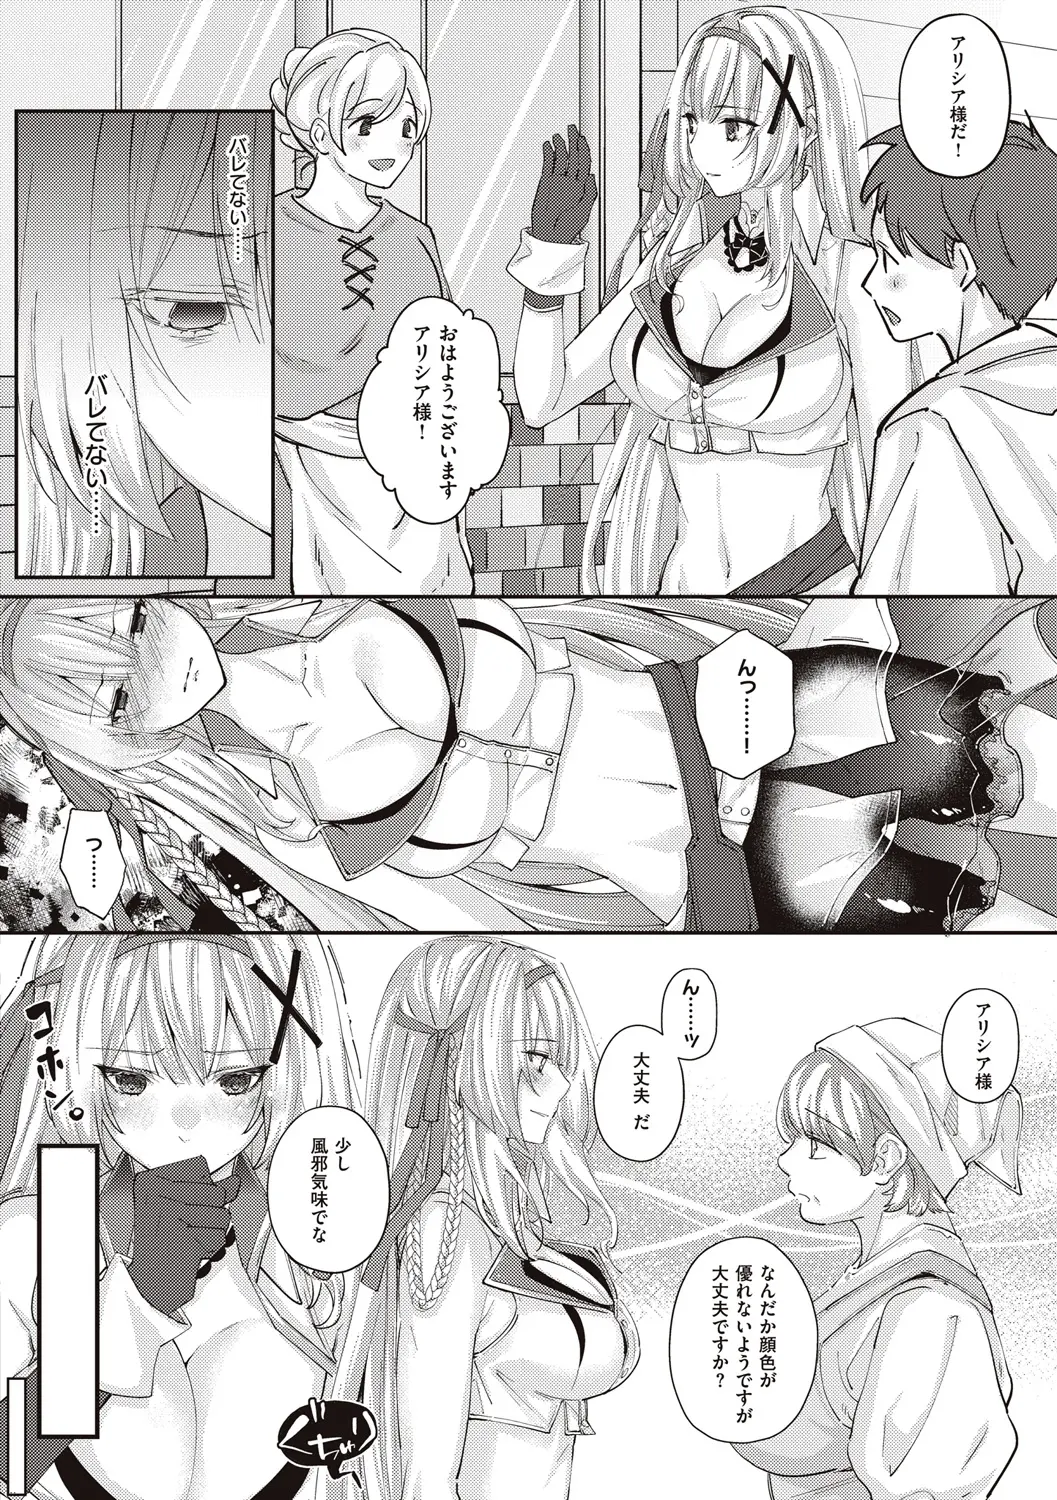 アリシア様だ！
おはようございます
アリシア様！
バレてない……
バレてない……
んっ………！
っ……
アリシア様
なんだか顔色が
優れないようですが
大丈夫ですか？
ん……ッ
大丈夫 だ
コホン。
少し
風邪気味でな
ぐちゅぅ